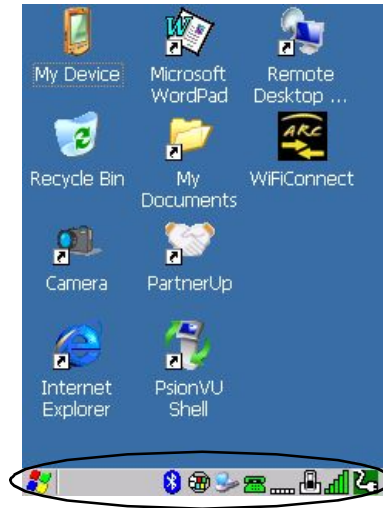 My Device
Microsoft
WordPad
Remote
Desktop ...
ARC
Recycle Bin
My
Documents
WiFiConnect
Camera
PartnerUp
Internet
Explorer
PsionVU
Shell